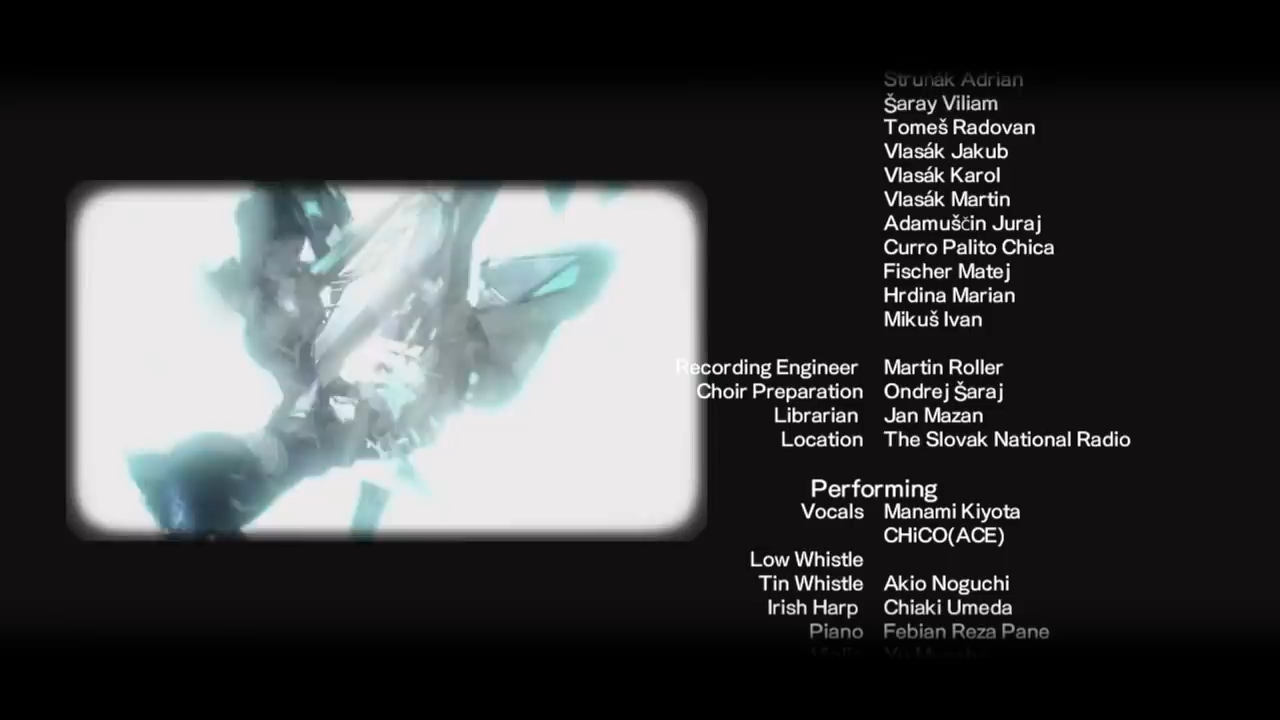 Struňák Adrian
Šaray Viliam
Tomeš Radovan
Vlasák Jakub
Vlasák Karol
Vlasák Martin
Adamuščin Juraj
Curro Palito Chica
Fischer Matej
Hrdina Marian
Mikuš Ivan
Recording Engineer Martin Roller
Choir Preparation Ondrej Šaraj
Librarian Jan Mazan
Location The Slovak National Radio
Performing
Vocals Manami Kiyota
CHiCO(ACE)
Low Whistle
Tin Whistle Akio Noguchi
Irish Harp Chiaki Umeda
Piano Febian Reza Pane